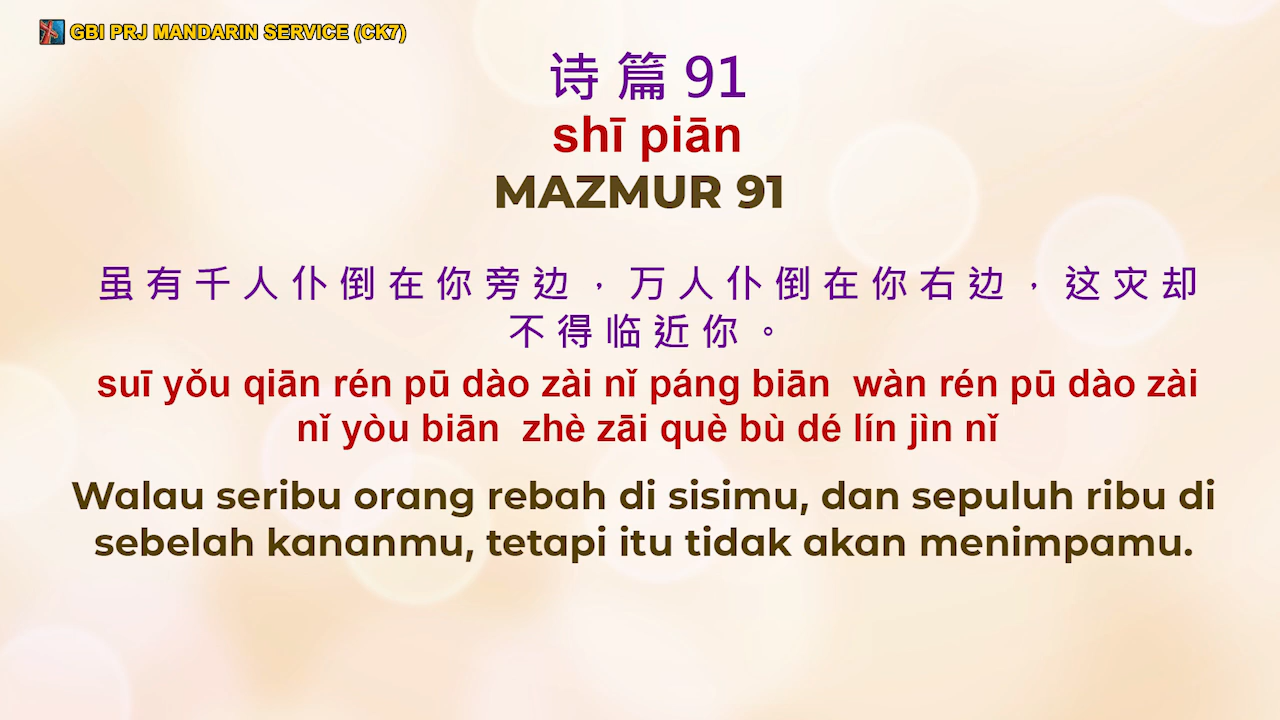 GBI PRJ MANDARIN SERVICE (CK7)
诗 篇 91
shī piān
MAZMUR 91
虽 有 千 人 仆 倒 在 你 旁 边 ， 万 人 仆 倒 在 你 右 边 ， 这 灾 却
不 得 临 近 你 。
suī yǒu qiān rén pū dào zài nǐ páng biān  wàn rén pū dào zài
nǐ yòu biān  zhè zāi què bù dé lín jìn nǐ
Walau seribu orang rebah di sisimu, dan sepuluh ribu di
sebelah kananmu, tetapi itu tidak akan menimpamu.